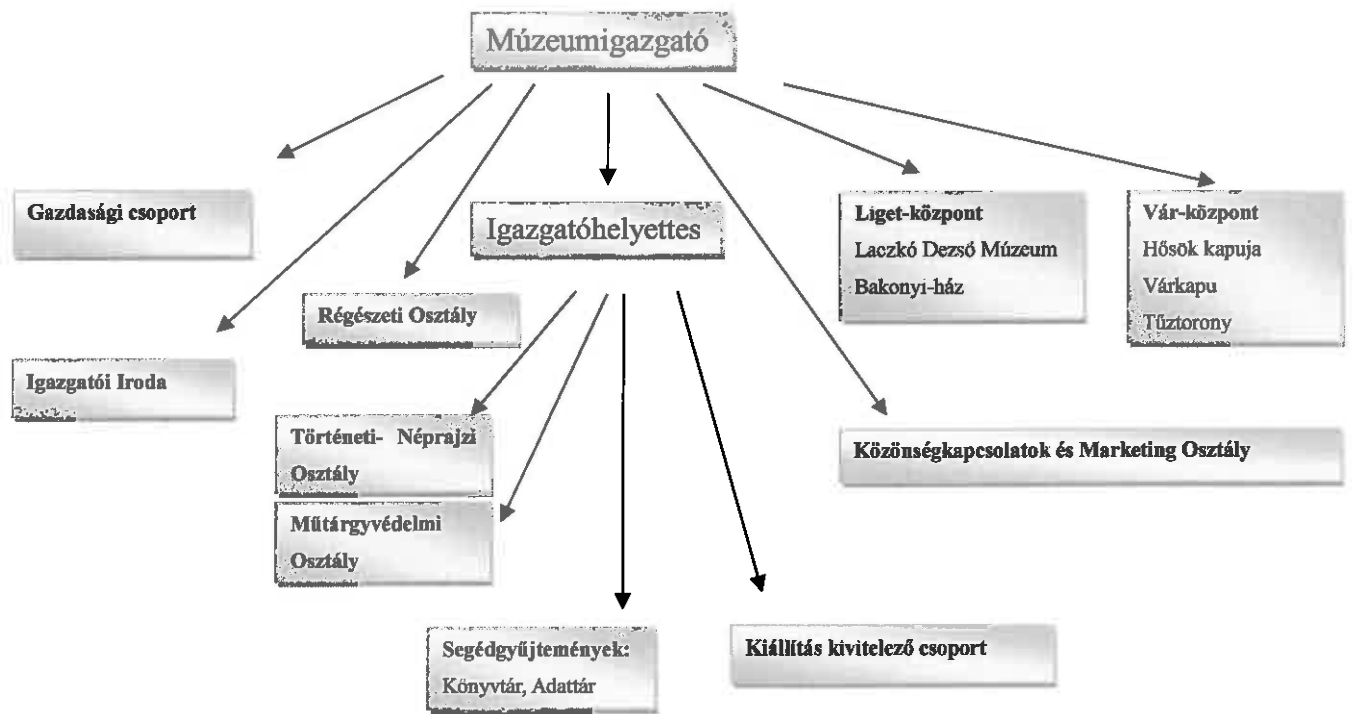 Múzeumigazgató
Gazdasági csoport
Igazgatóhelyettes
Liget-központ
Laczkó Dezső Múzeum
Bakonyi-ház
Vár-központ
Hősök kapuja
Várkapu
Tűztorony
Régészeti Osztály
Igazgatói Iroda
Történeti- Néprajzi
Osztály
Közönségkapcsolatok és Marketing Osztály
Műtárgyvédelmi
Osztály
Segédgyűjtemények:
Könyvtár, Adattár
Kiállítás kivitelező csoport